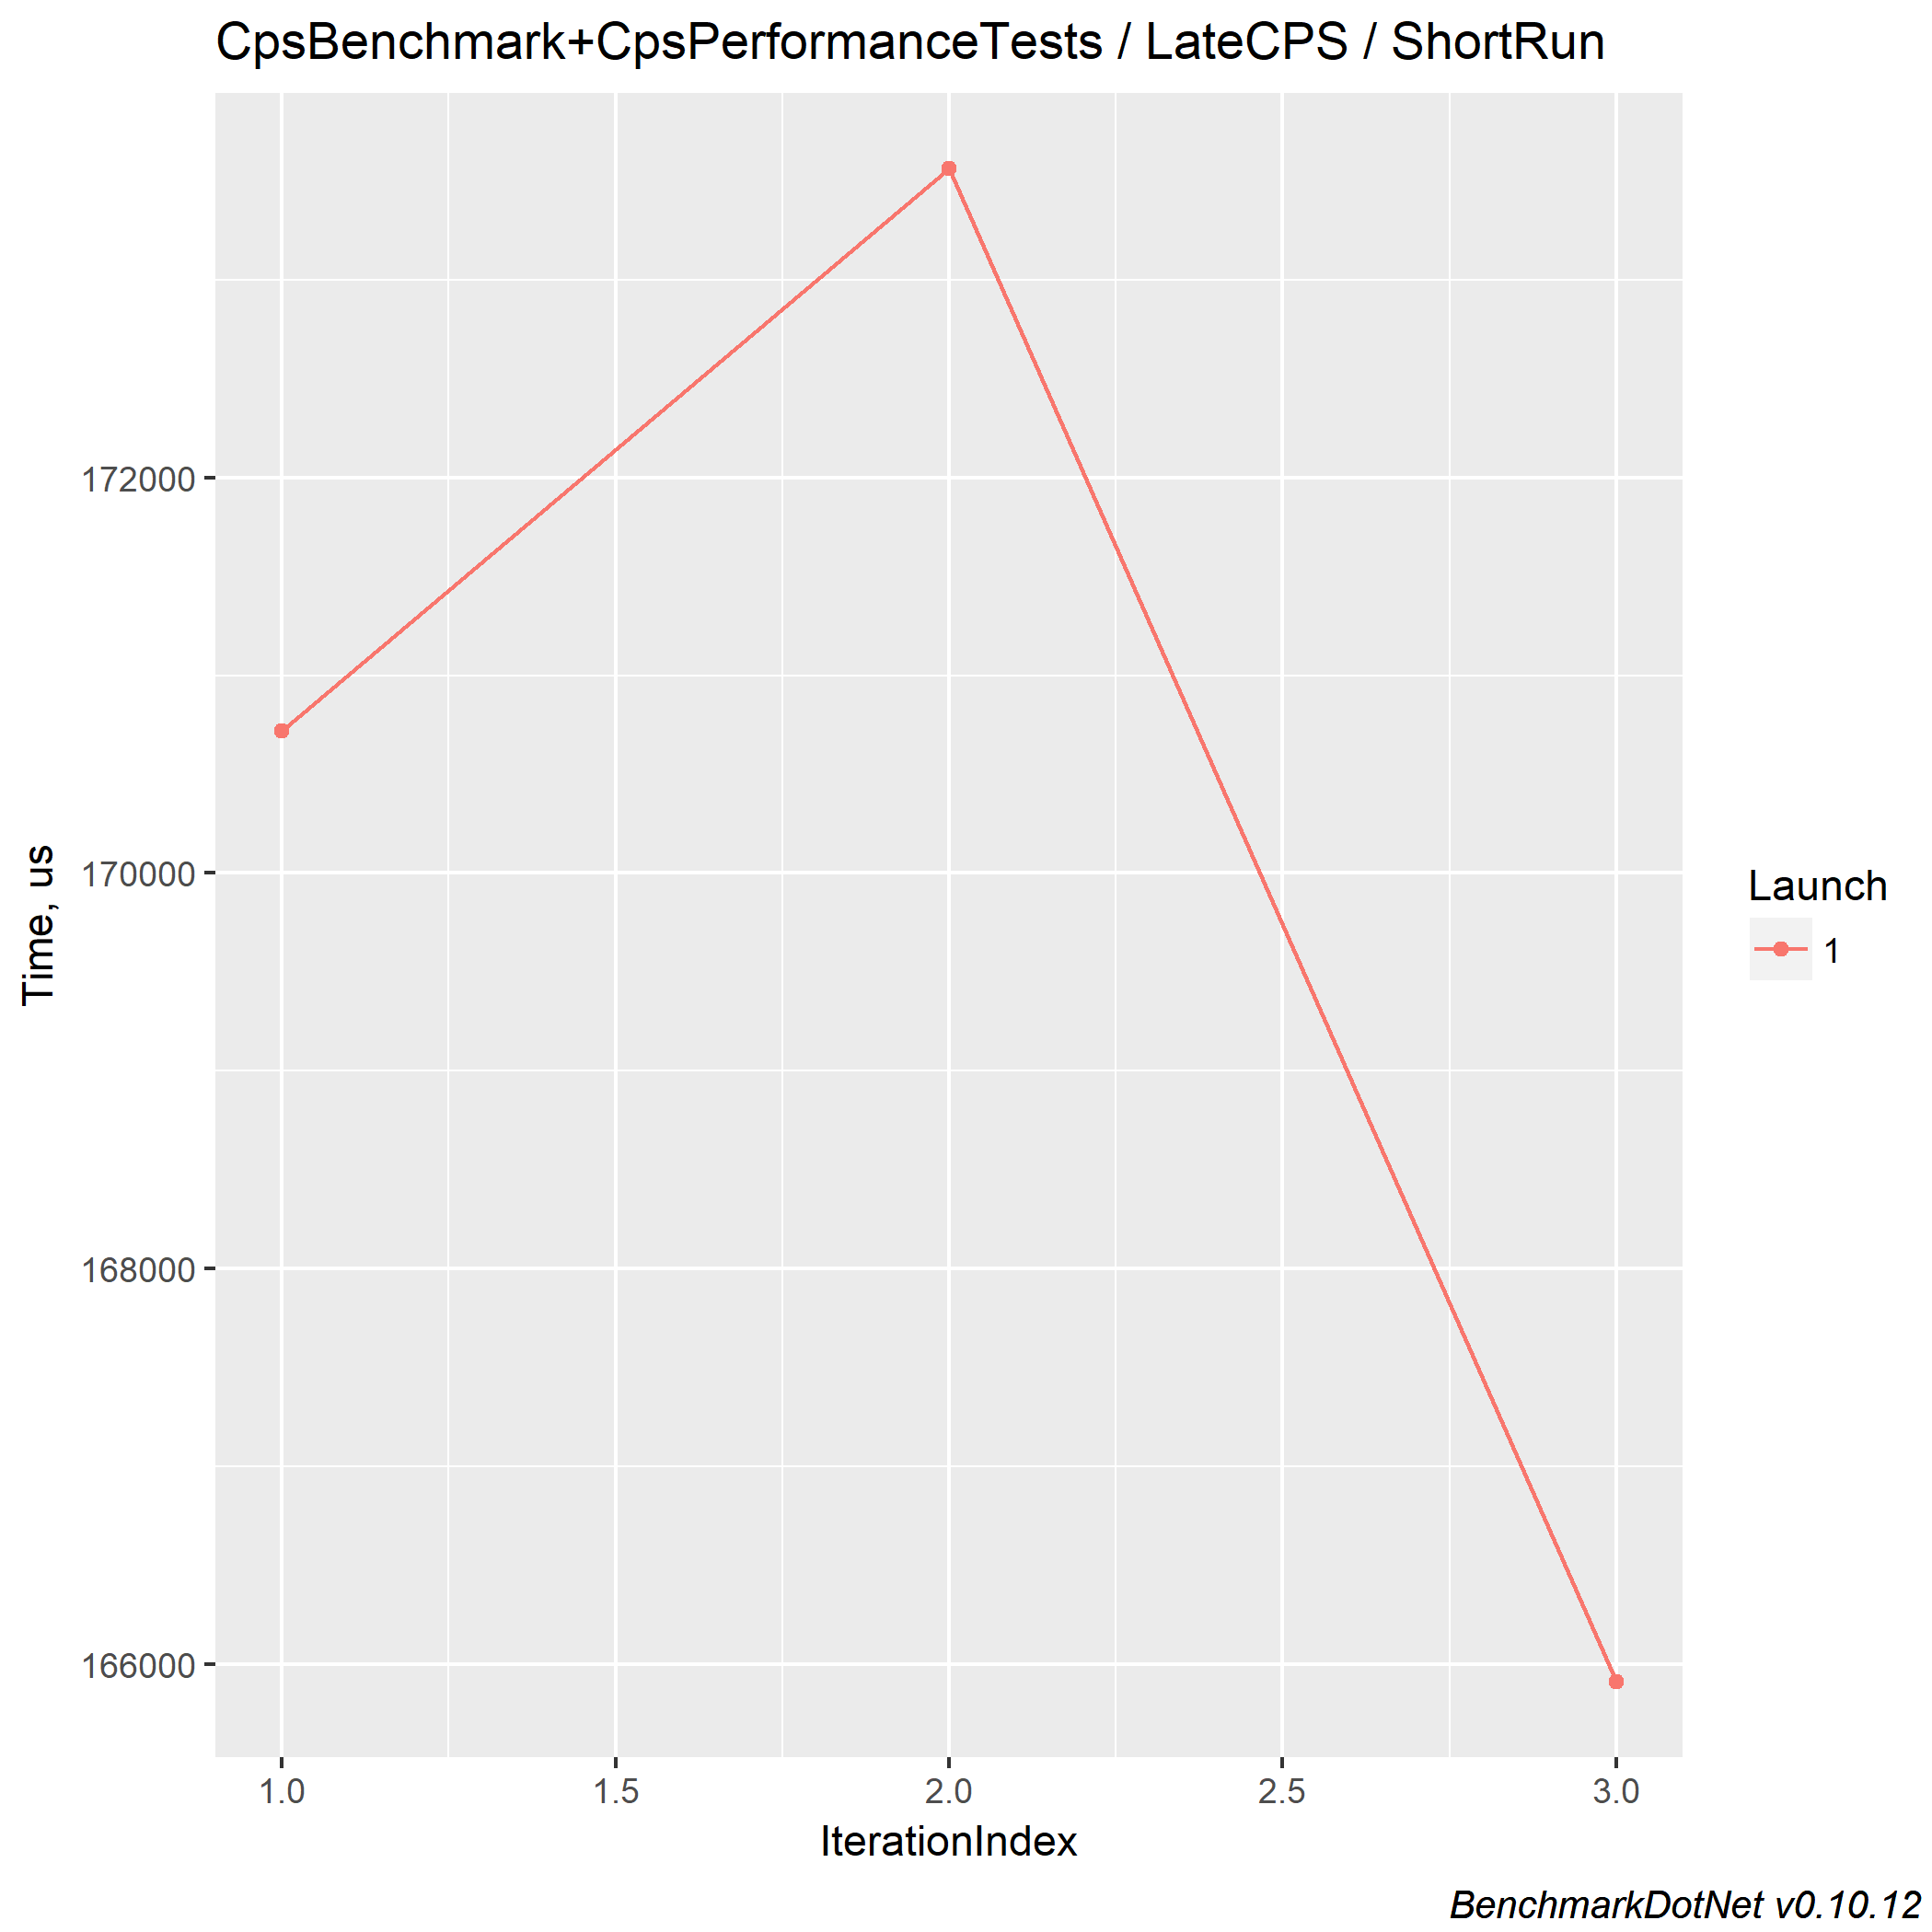 CpsBenchmark+CpsPerformanceTests / LateCPS / ShortRun
Time, us
172000
170000
168000
166000
1.0 1.5 2.0 2.5 3.0
IterationIndex
Launch
1
BenchmarkDotNet v0.10.12